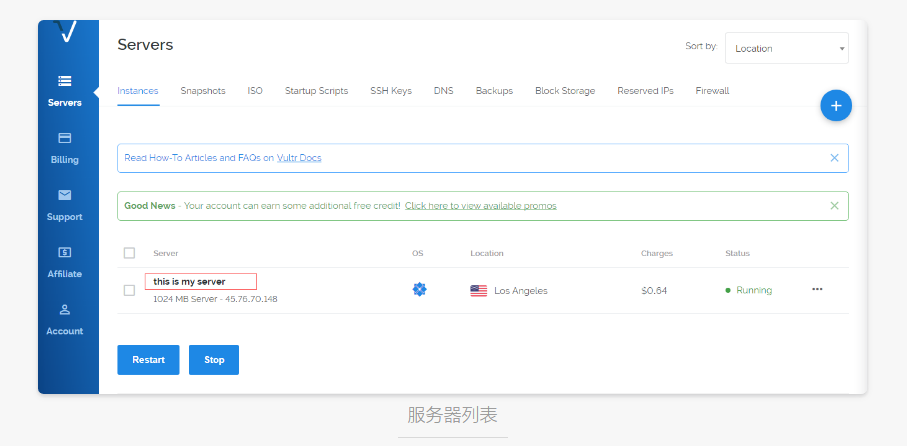 Servers
Sort by:
Location
Instances Snapshots ISO Startup Scripts SSH Keys DNS Backups Block Storage Reserved IPs Firewall
Servers
Billing
Support
Affiliate
Account
Read How-To Articles and FAQs on Vultr Docs
Good News - Your account can earn some additional free credit! Click here to view available promos
Server OS Location Charges Status
this is my server
1024 MB Server - 45.76.70.148
Los Angeles
$0.64
Running
Restart
Stop
服务器列表